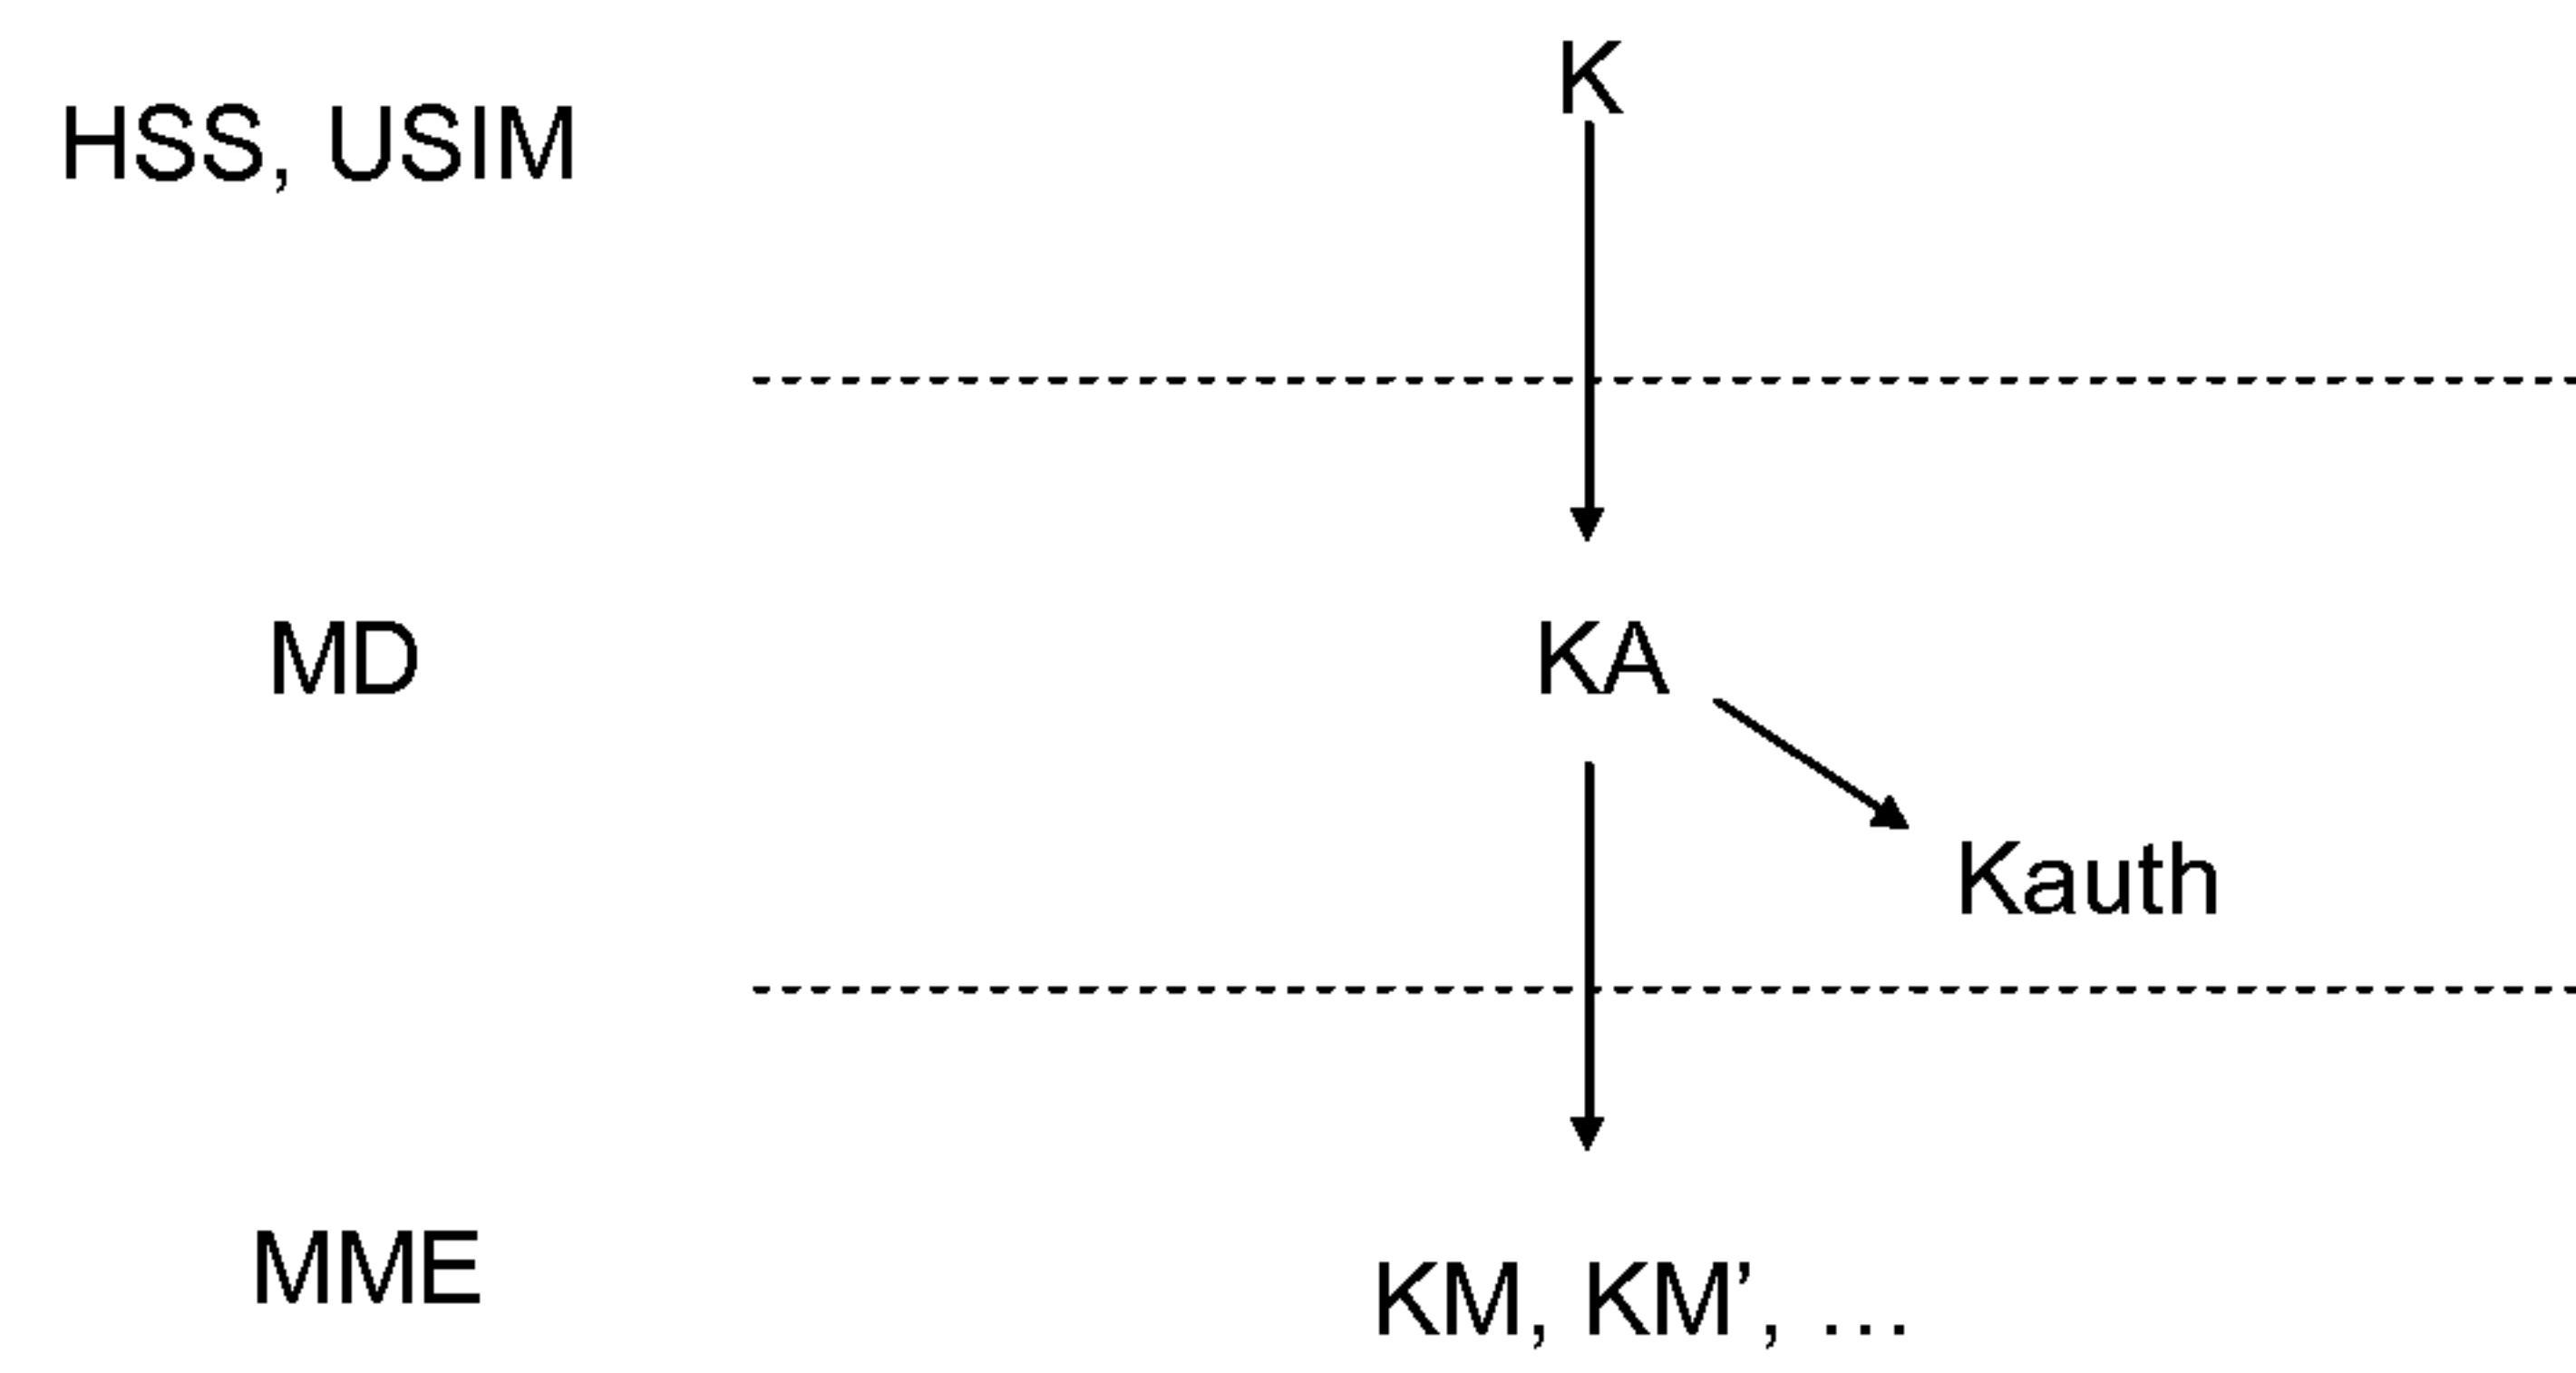 K
HSS, USIM
MD
KA
Kauth
MME
KM, KM’, …